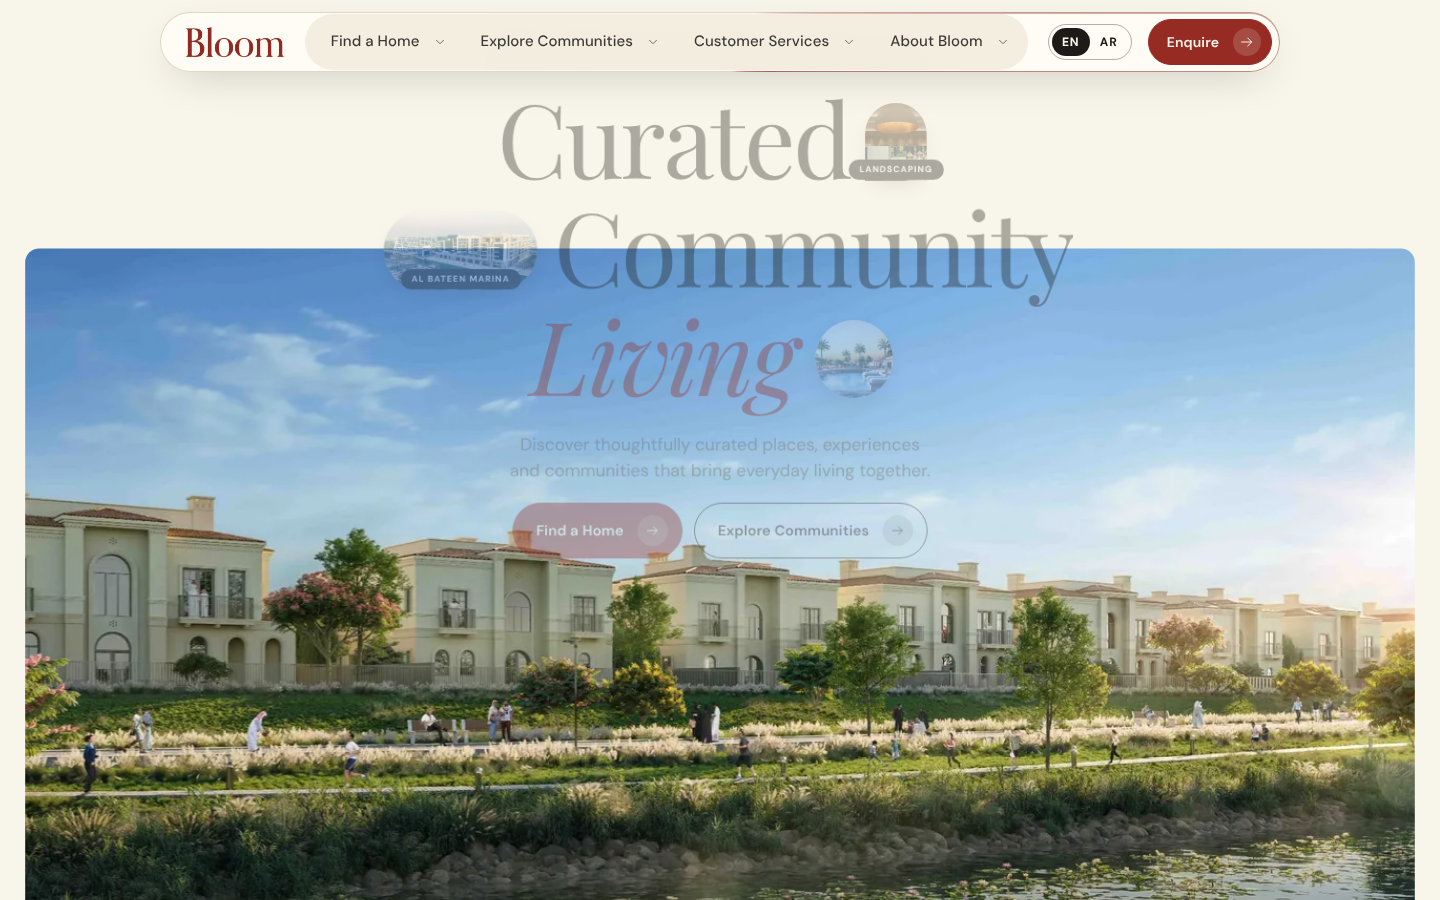 Bloom
Find a Home
Explore Communities
Customer Services
About Bloom
EN
AR
Enquire
Curated
LANDSCAPING
AL BATEEN MARINA
Community
Living
Discover thoughtfully curated places, experiences
and communities that bring everyday living together.
Find a Home
Explore Communities